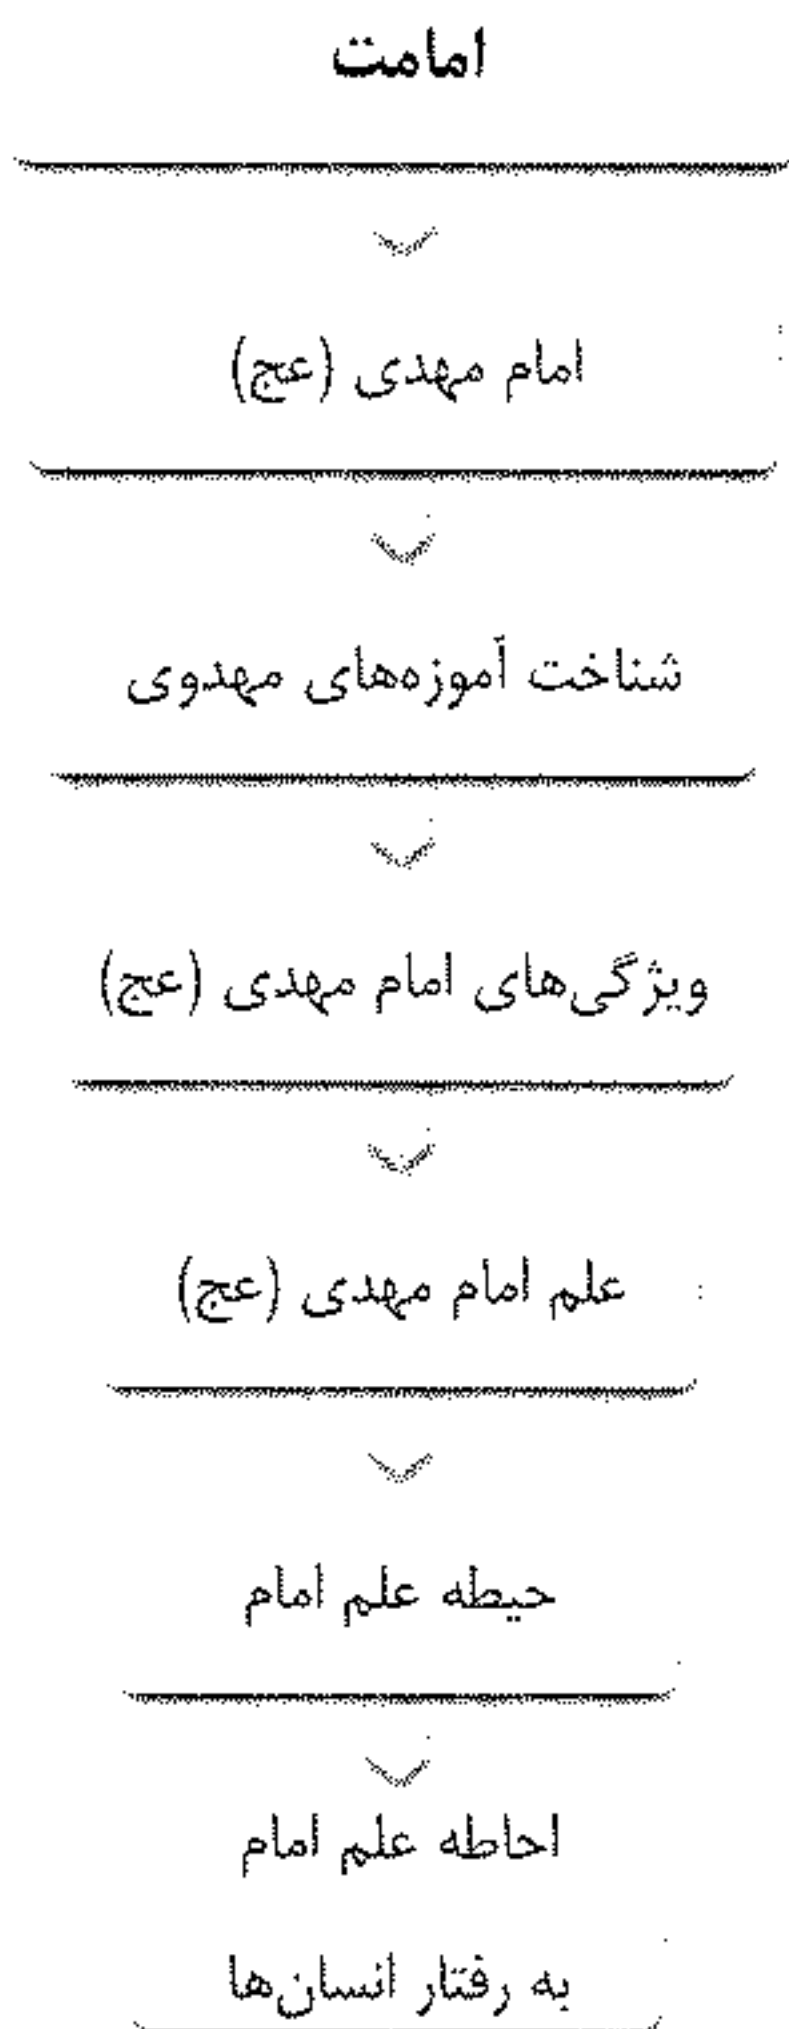 امامت
امام مهدی (عج)
شناخت آموزه‌های مهدوی
ویژگی‌های امام مهدی (عج)
علم امام مهدی (عج)
حیطه علم امام
احاطه علم امام
به رفتار انسان‌ها